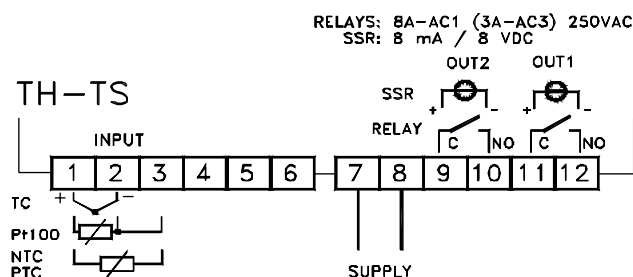 RELAYS: 8A-AC1 (3A-AC3) 250VAC
SSR: 8 mA / 8 VDC
OUT2 OUT1
TH-TS
SSR + - + -
INPUT
RELAY C NO C NO
1 2 3 4 5 6 7 8 9 10 11 12
TC + -
Pt100
NTC
PTC
SUPPLY